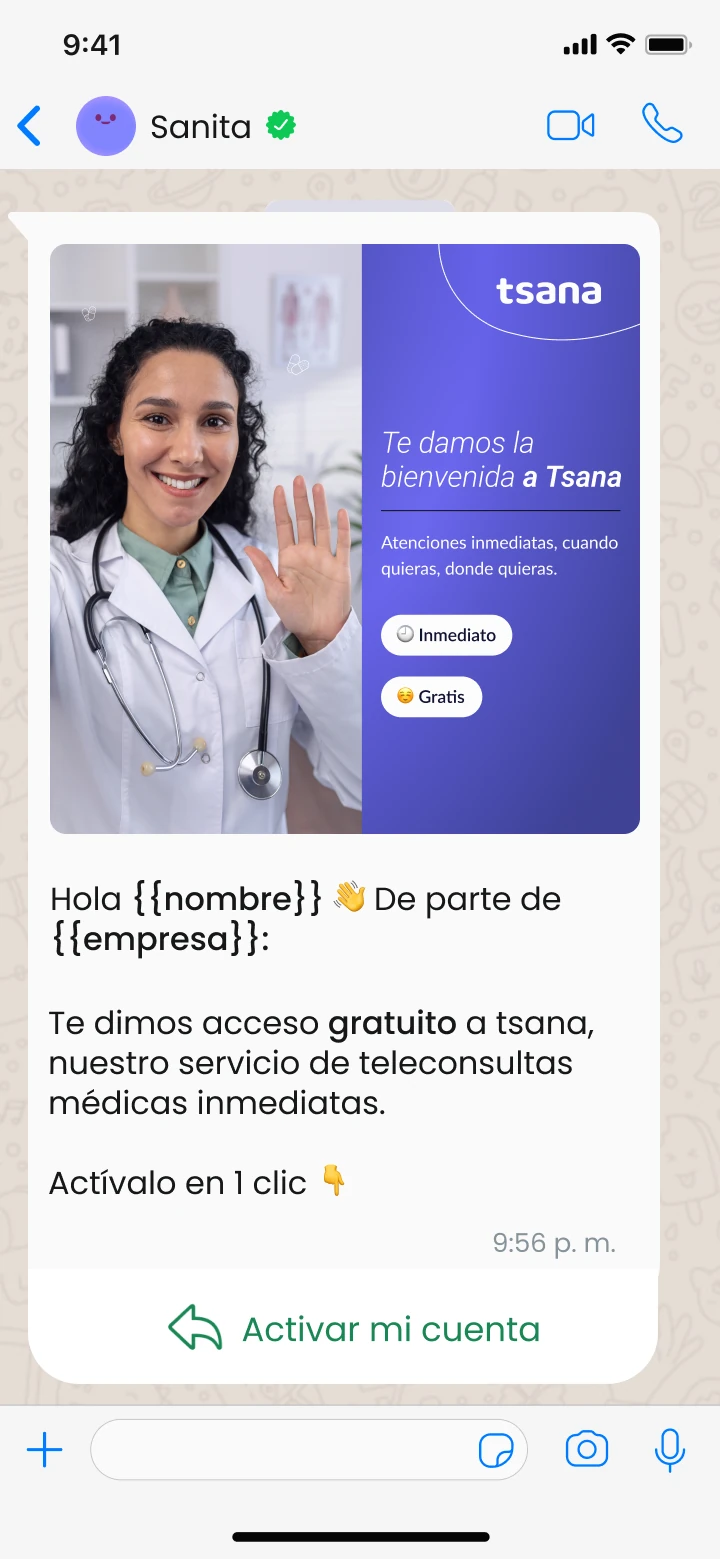 9:41
Sanita
tsana
Te damos la
bienvenida a Tsana
Atenciones inmediatas, cuando
quieras, donde quieras.
🕘 Inmediato
☺️ Gratis
Hola {{nombre}} 👋 De parte de
{{empresa}}:
Te dimos acceso gratuito a tsana,
nuestro servicio de teleconsultas
médicas inmediatas.
Actívalo en 1 clic 👇
9:56 p. m.
Activar mi cuenta